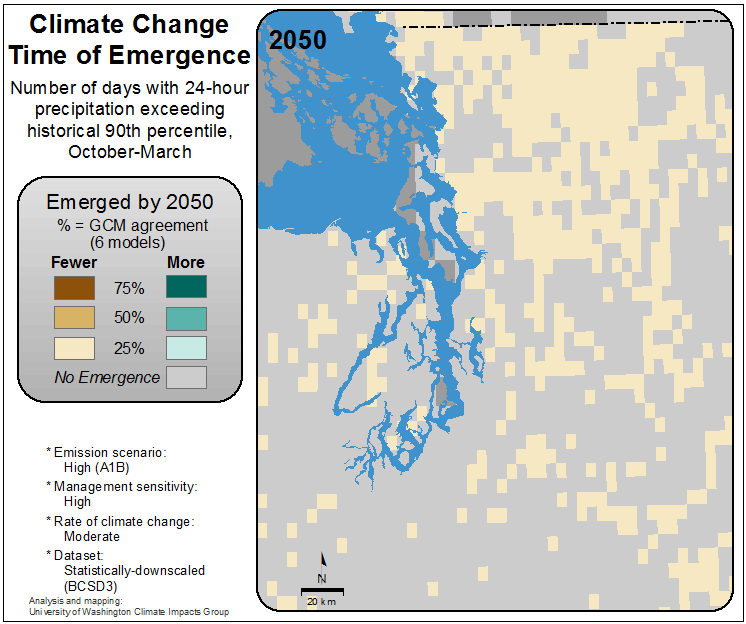 Climate Change
Time of Emergence
Number of days with 24-hour
precipitation exceeding
historical 90th percentile,
October-March
Emerged by 2050
% = GCM agreement
(6 models)
Fewer More
75%
50%
25%
No Emergence
* Emission scenario:
High (A1B)
* Management sensitivity:
High
* Rate of climate change:
Moderate
* Dataset:
Statistically-downscaled
(BCSD3)
Analysis and mapping:
University of Washington Climate Impacts Group
2050
N
20 km